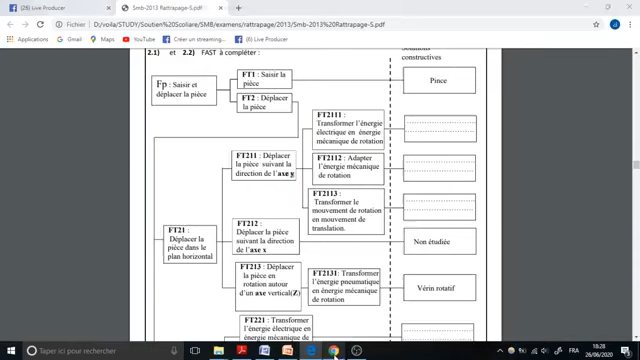 (28) Live Producer
Smb-2013 Rattrapage-S.pdf
Fichier
D:/voila/STUDY/Soutien%20Scoliare/SMB/examens/rattrapage/2013/Smb-2013%20Rattrapage-S.pdf
Applications
Gmail
YouTube
Maps
Créer un streaming...
(3) Live Producer
2.1) et 2.2) FAST à compléter :
Solutions
constructives
Fp : Saisir et
déplacer la pièce
FT1 : Saisir la
pièce
Pince
FT2 : Déplacer
la pièce
FT2111 :
Transformer l'énergie
électrique en énergie
mécanique de rotation
FT211 : Déplacer
la pièce suivant la
direction de l'axe y
FT2112 : Adapter
l'énergie mécanique
de rotation
FT2113 :
Transformer le
mouvement de rotation
en mouvement de
translation.
FT21 :
Déplacer la
pièce dans le
plan horizontal
FT212 :
Déplacer la pièce
suivant la direction
de l'axe x
Non étudiée
FT213 : Déplacer
la pièce en
rotation autour
d'un axe vertical(Z)
FT2131: Transformer
l'énergie pneumatique
en énergie mécanique
de rotation
Vérin rotatif
FT221 : Transformer
l'énergie électrique en
énergie mécanique de
Taper ici pour rechercher
FRA
10:28
26/06/2020